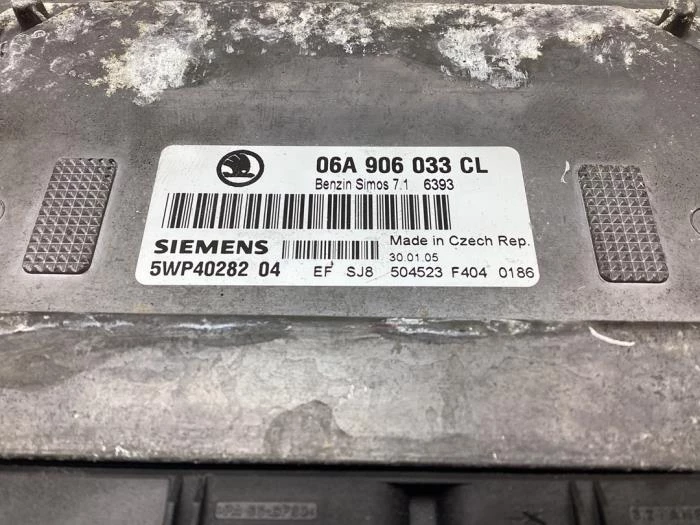 06A 906 033 CL
Benzin Simos 7.1 6393
SIEMENS
Made in Czech Rep.
30.01.05
5WP40282 04
EF SJ8 504523 F404 0186